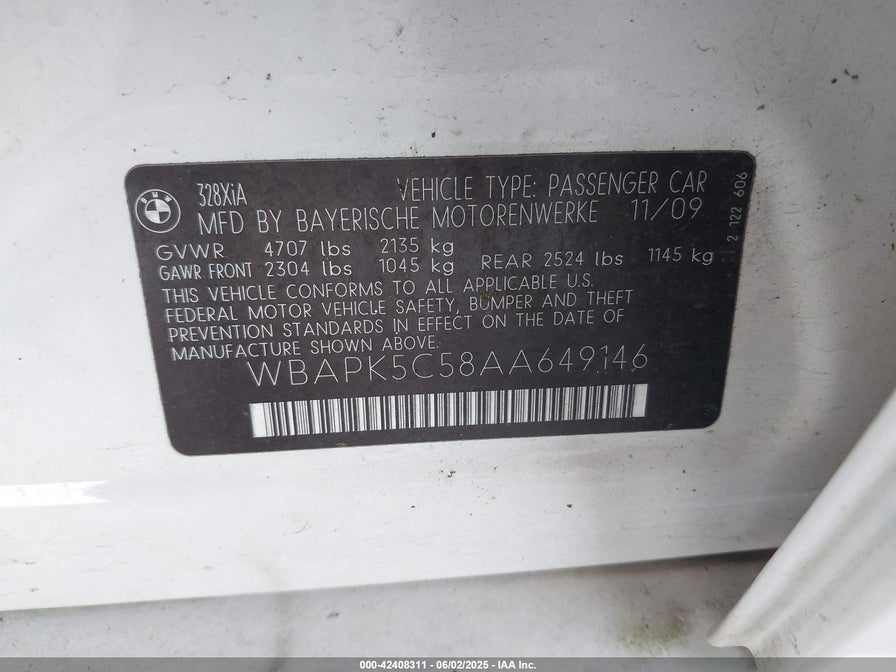 BMW
328XiA VEHICLE TYPE: PASSENGER CAR
MFD BY BAYERISCHE MOTORENWERKE 11/09
GVWR 4707 lbs 2135 kg
GAWR FRONT 2304 lbs 1045 kg REAR 2524 lbs 1145 kg
THIS VEHICLE CONFORMS TO ALL APPLICABLE U.S.
FEDERAL MOTOR VEHICLE SAFETY, BUMPER AND THEFT
PREVENTION STANDARDS IN EFFECT ON THE DATE OF
MANUFACTURE SHOWN ABOVE.
WBAPK5C58AA649146
2 122 606
000-42408311 - 06/02/2025 - IAA Inc.